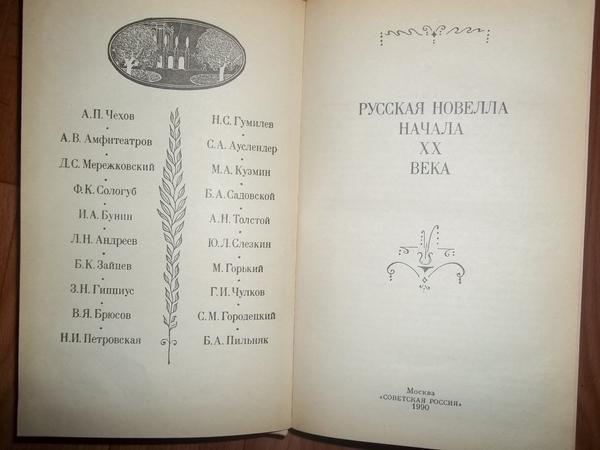 А.П. Чехов
А.В. Амфитеатров
Д.С. Мережковский
Ф.К. Сологуб
И.А. Бунин
Л.Н. Андреев
Б.К. Зайцев
З.Н. Гиппиус
В.Я. Брюсов
Н.И. Петровская
Н.С. Гумилев
С.А. Ауслендер
М.А. Кузмин
Б.А. Садовской
А.Н. Толстой
Ю.Л. Слезкин
М. Горький
Г.И. Чулков
С.М. Городецкий
Б.А. Пильняк
РУССКАЯ НОВЕЛЛА
НАЧАЛА
XX
ВЕКА
Москва
«СОВЕТСКАЯ РОССИЯ»
1990